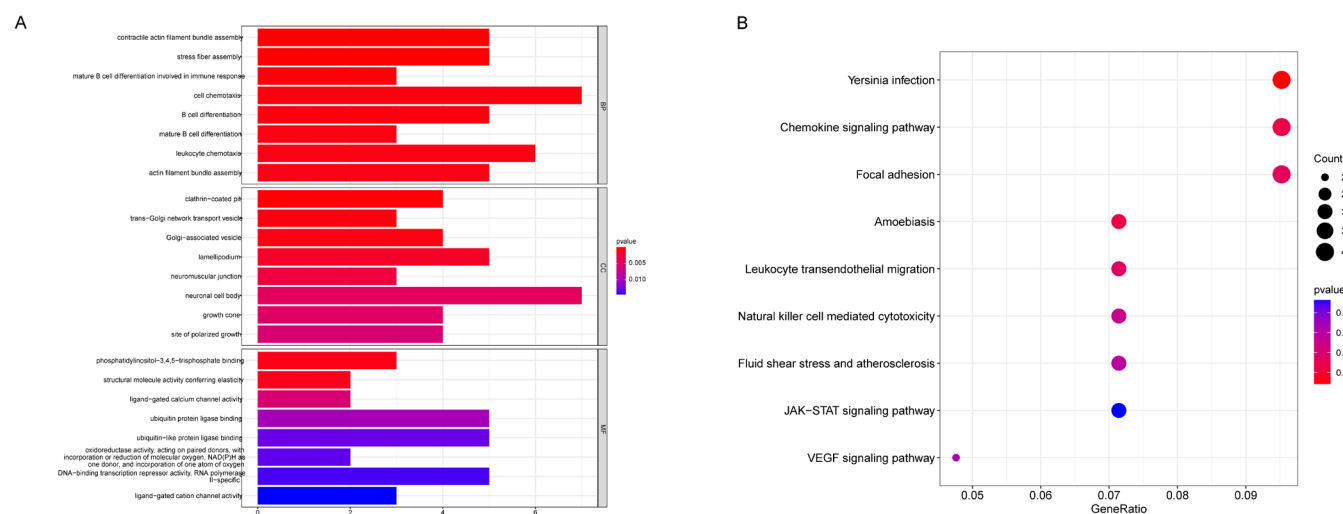 A
contractile actin filament bundle assembly
stress fiber assembly
mature B cell differentiation involved in immune response
cell chemotaxis
B cell differentiation
mature B cell differentiation
leukocyte chemotaxis
actin filament bundle assembly
BP
clathrin−coated pit
trans−Golgi network transport vesicle
Golgi−associated vesicle
lamellipodium
neuromuscular junction
neuronal cell body
growth cone
site of polarized growth
CC
phosphatidylinositol−3,4,5−trisphosphate binding
structural molecule activity conferring elasticity
ligand−gated calcium channel activity
ubiquitin protein ligase binding
ubiquitin−like protein ligase binding
oxidoreductase activity, acting on paired donors, with
incorporation or reduction of molecular oxygen, NAD(P)H as
one donor, and incorporation of one atom of oxygen
DNA−binding transcription repressor activity, RNA polymerase
II−specific
ligand−gated cation channel activity
MF
0 2 4 6
pvalue
0.005
0.010
B
Yersinia infection
Chemokine signaling pathway
Focal adhesion
Amoebiasis
Leukocyte transendothelial migration
Natural killer cell mediated cytotoxicity
Fluid shear stress and atherosclerosis
JAK−STAT signaling pathway
VEGF signaling pathway
0.05 0.06 0.07 0.08 0.09
GeneRatio
Count
pvalue